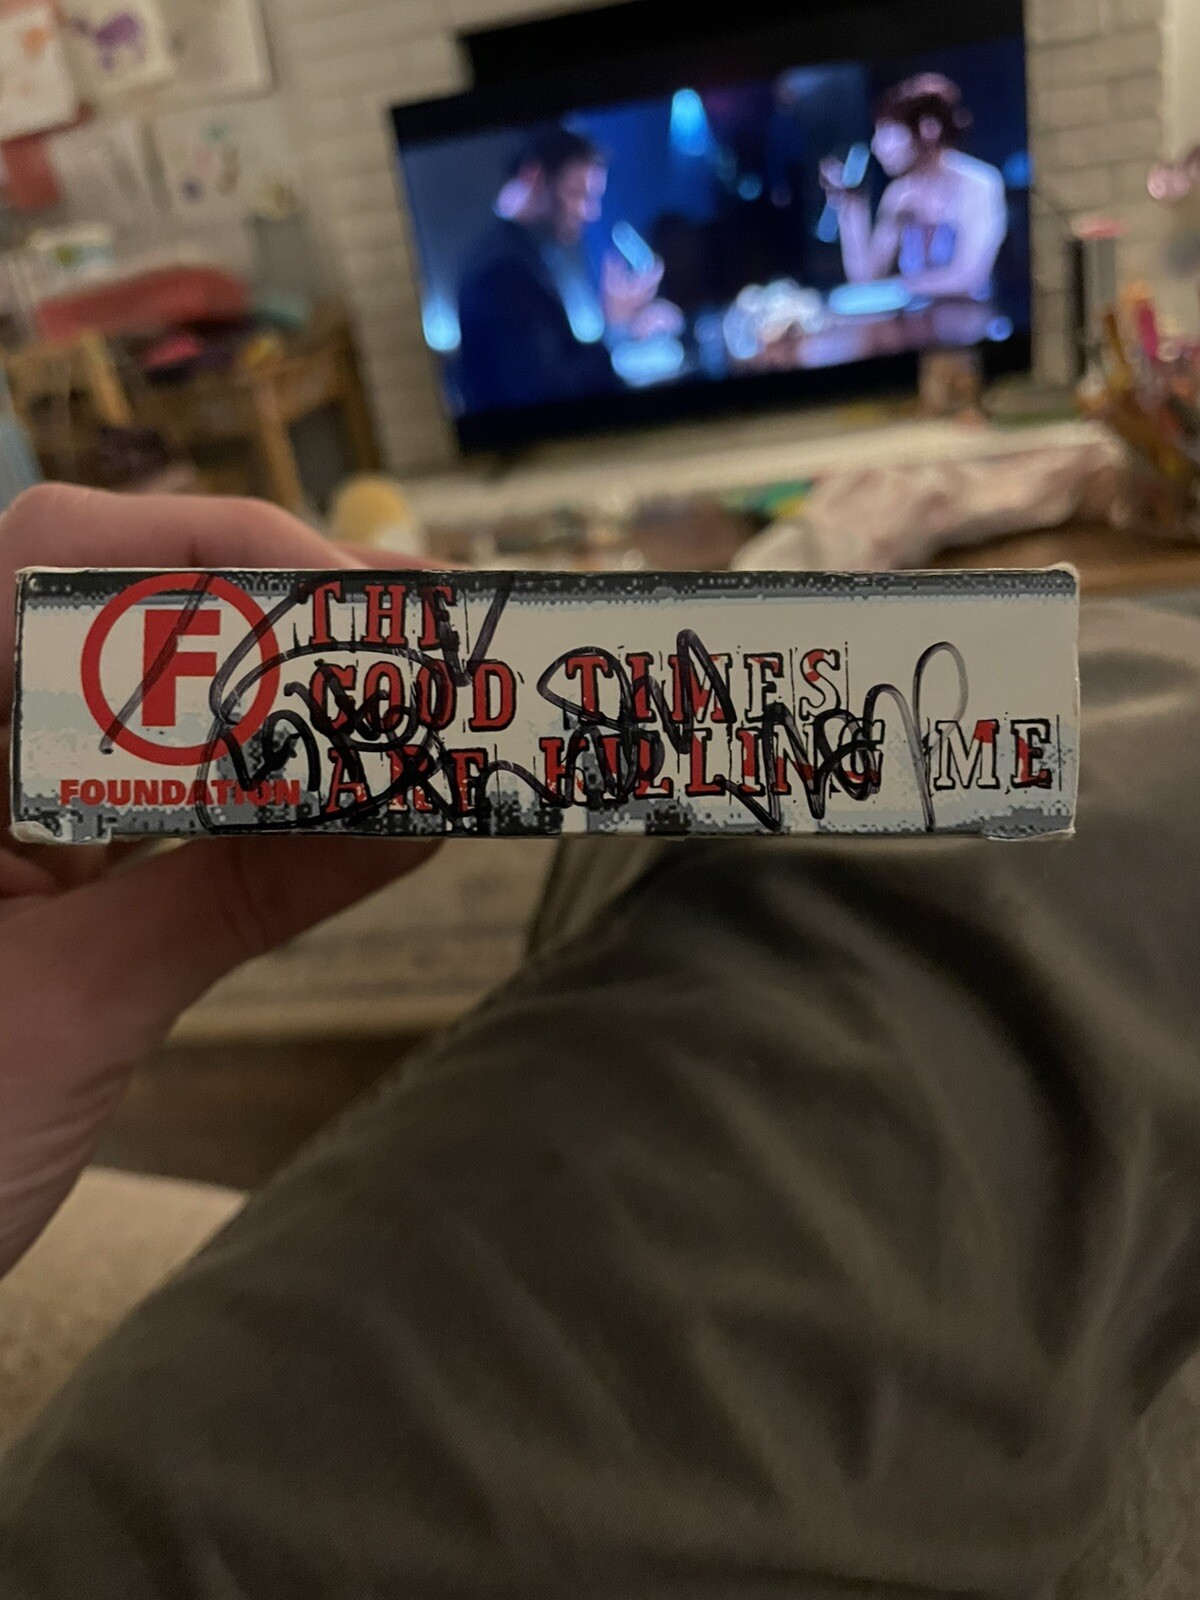 F
FOUNDATION
THE
GOOD TIMES
ARE KILLING ME